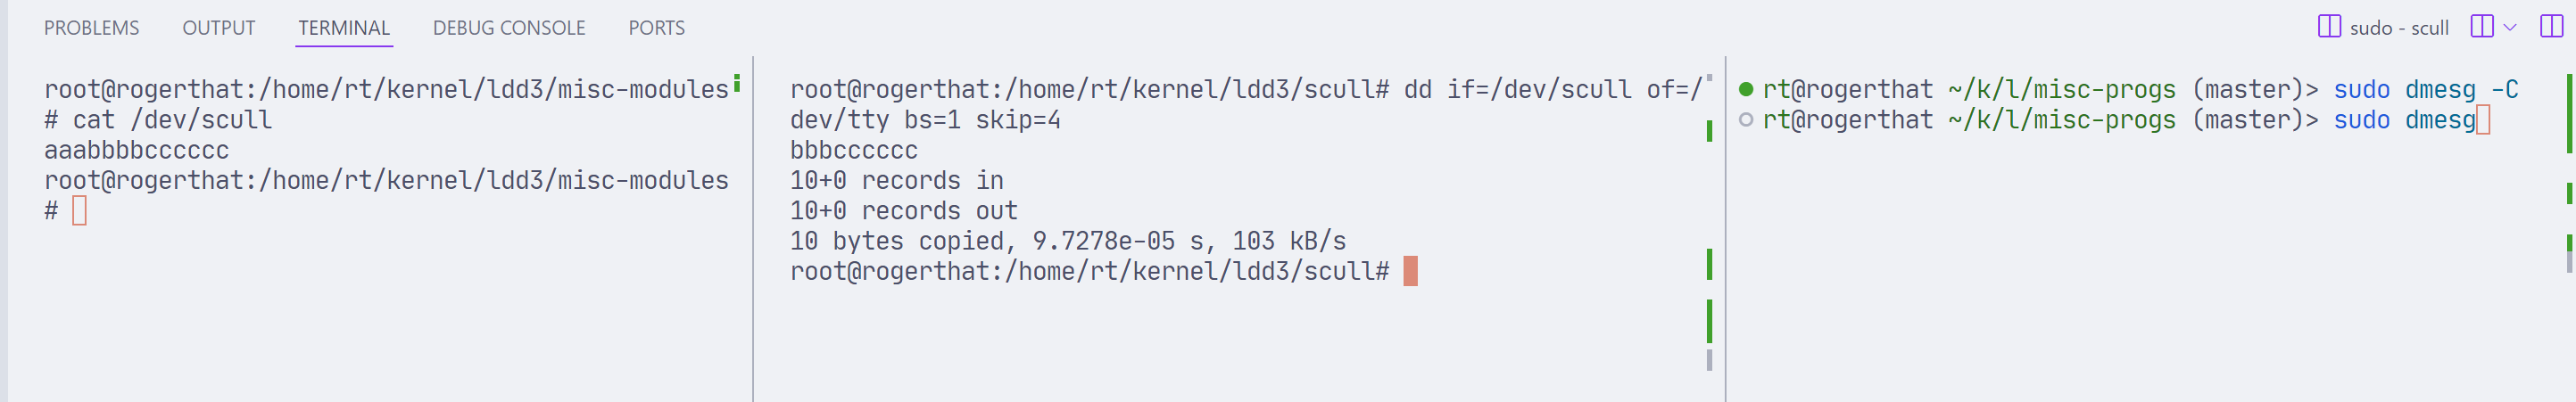 PROBLEMS OUTPUT TERMINAL DEBUG CONSOLE PORTS
sudo - scull
root@rogerthat:/home/rt/kernel/ldd3/misc-modules
# cat /dev/scull
aaabbbbcccccc
root@rogerthat:/home/rt/kernel/ldd3/misc-modules
#
root@rogerthat:/home/rt/kernel/ldd3/scull# dd if=/dev/scull of=/
dev/tty bs=1 skip=4
bbbcccccc
10+0 records in
10+0 records out
10 bytes copied, 9.7278e-05 s, 103 kB/s
root@rogerthat:/home/rt/kernel/ldd3/scull#
rt@rogerthat ~/k/l/misc-progs (master)> sudo dmesg -C
rt@rogerthat ~/k/l/misc-progs (master)> sudo dmesg